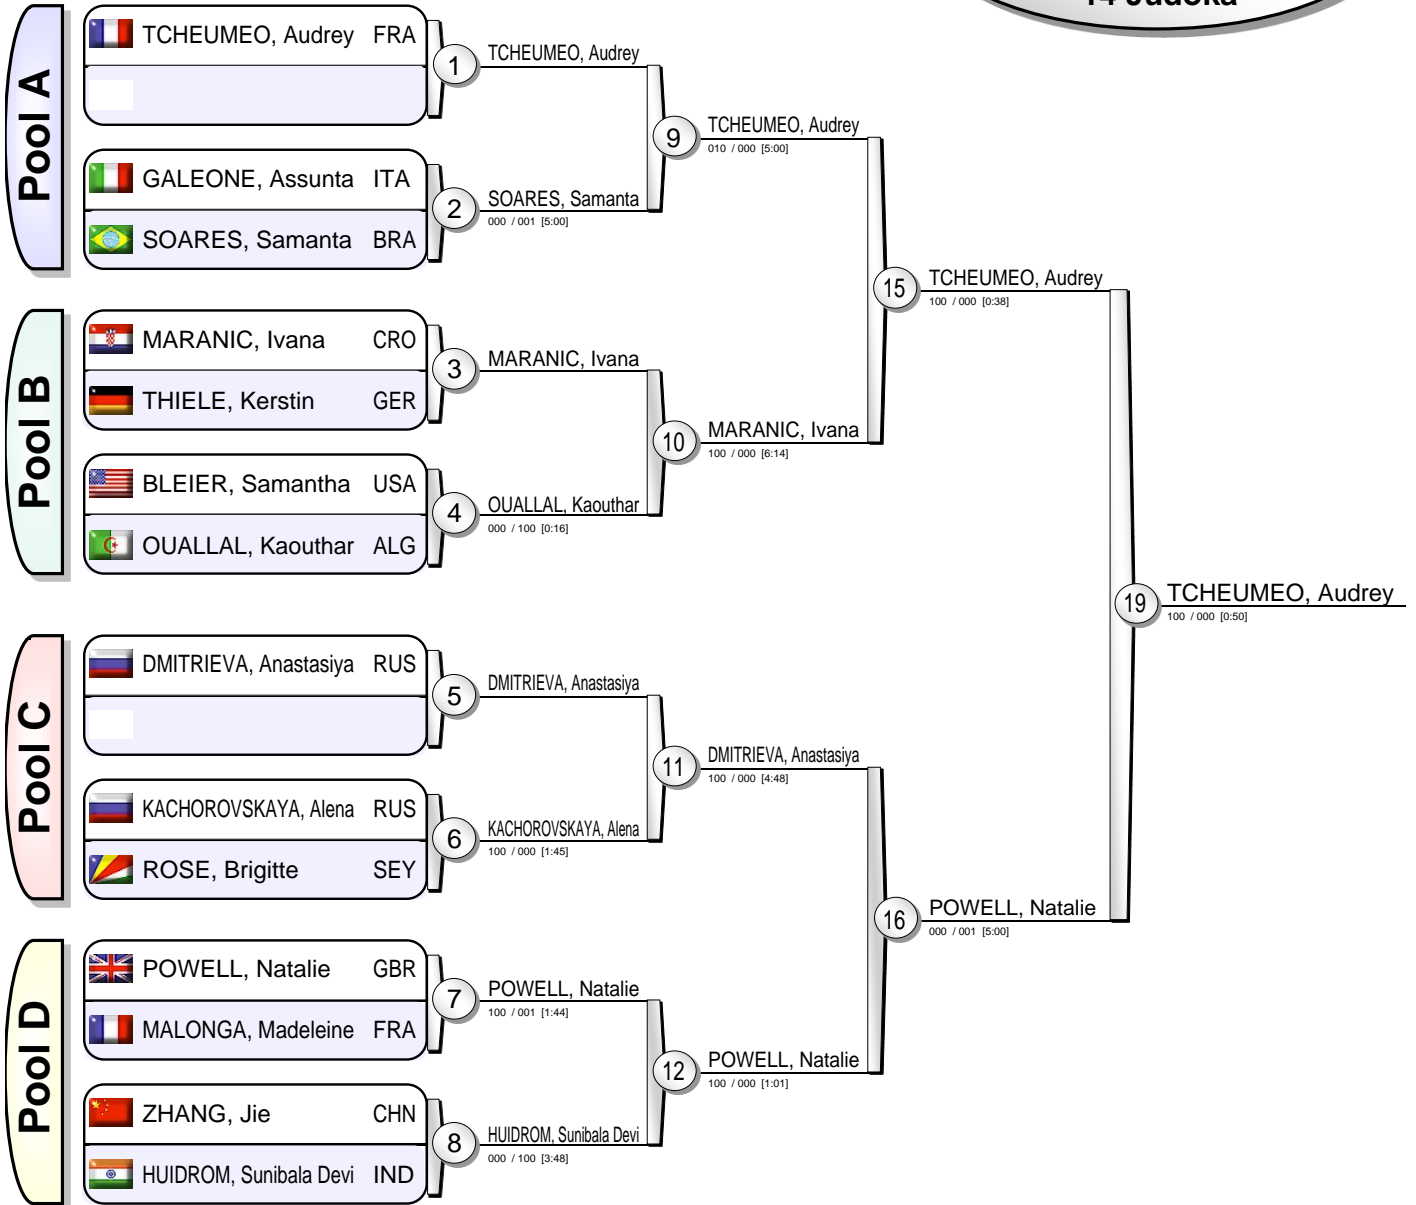 14 Judoka
Pool A
TCHEUMEO, Audrey FRA
GALEONE, Assunta ITA
SOARES, Samanta BRA
1
TCHEUMEO, Audrey
2
SOARES, Samanta
000 / 001 [5:00]
9
TCHEUMEO, Audrey
010 / 000 [5:00]
Pool B
MARANIC, Ivana CRO
THIELE, Kerstin GER
BLEIER, Samantha USA
OUALLAL, Kaouthar ALG
3
MARANIC, Ivana
4
OUALLAL, Kaouthar
000 / 100 [0:16]
10
MARANIC, Ivana
100 / 000 [6:14]
15
TCHEUMEO, Audrey
100 / 000 [0:38]
Pool C
DMITRIEVA, Anastasiya RUS
KACHOROVSKAYA, Alena RUS
ROSE, Brigitte SEY
5
DMITRIEVA, Anastasiya
6
KACHOROVSKAYA, Alena
100 / 000 [1:45]
11
DMITRIEVA, Anastasiya
100 / 000 [4:48]
Pool D
POWELL, Natalie GBR
MALONGA, Madeleine FRA
ZHANG, Jie CHN
HUIDROM, Sunibala Devi IND
7
POWELL, Natalie
100 / 001 [1:44]
8
HUIDROM, Sunibala Devi
000 / 100 [3:48]
12
POWELL, Natalie
100 / 000 [1:01]
16
POWELL, Natalie
000 / 001 [5:00]
19
TCHEUMEO, Audrey
100 / 000 [0:50]